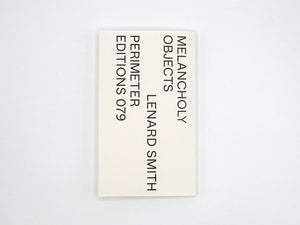 MELANCHOLY
OBJECTS
LENARD SMITH
PERIMETER
EDITIONS 079